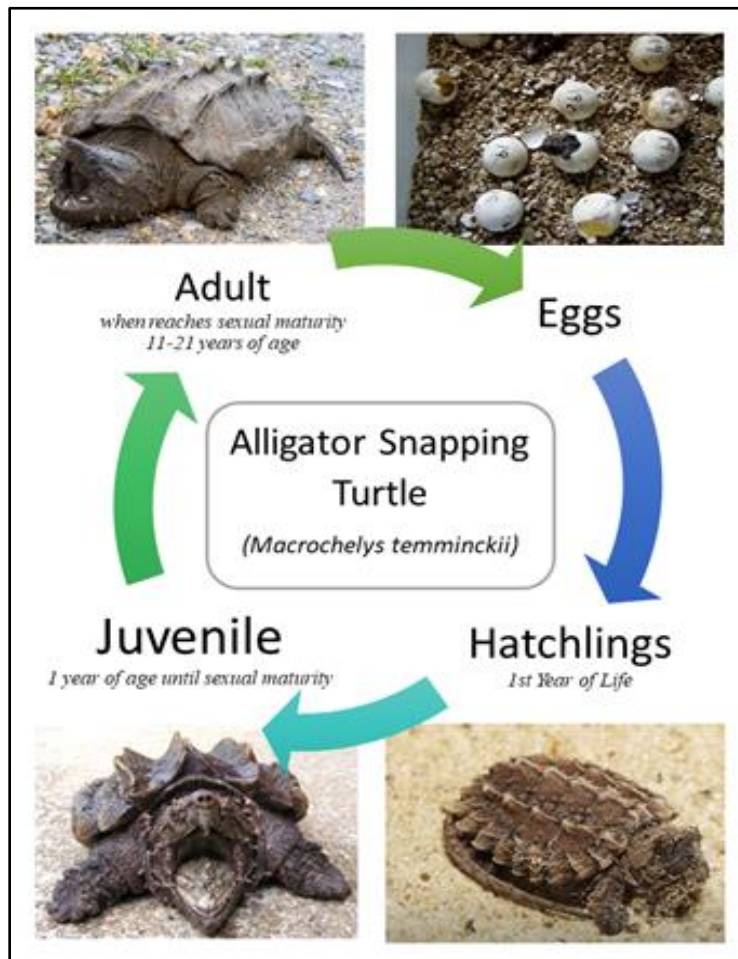 Adult
when reaches sexual maturity
11-21 years of age
Eggs
Alligator Snapping
Turtle
(Macrochelys temminckii)
Juvenile
1 year of age until sexual maturity
Hatchlings
1st Year of Life